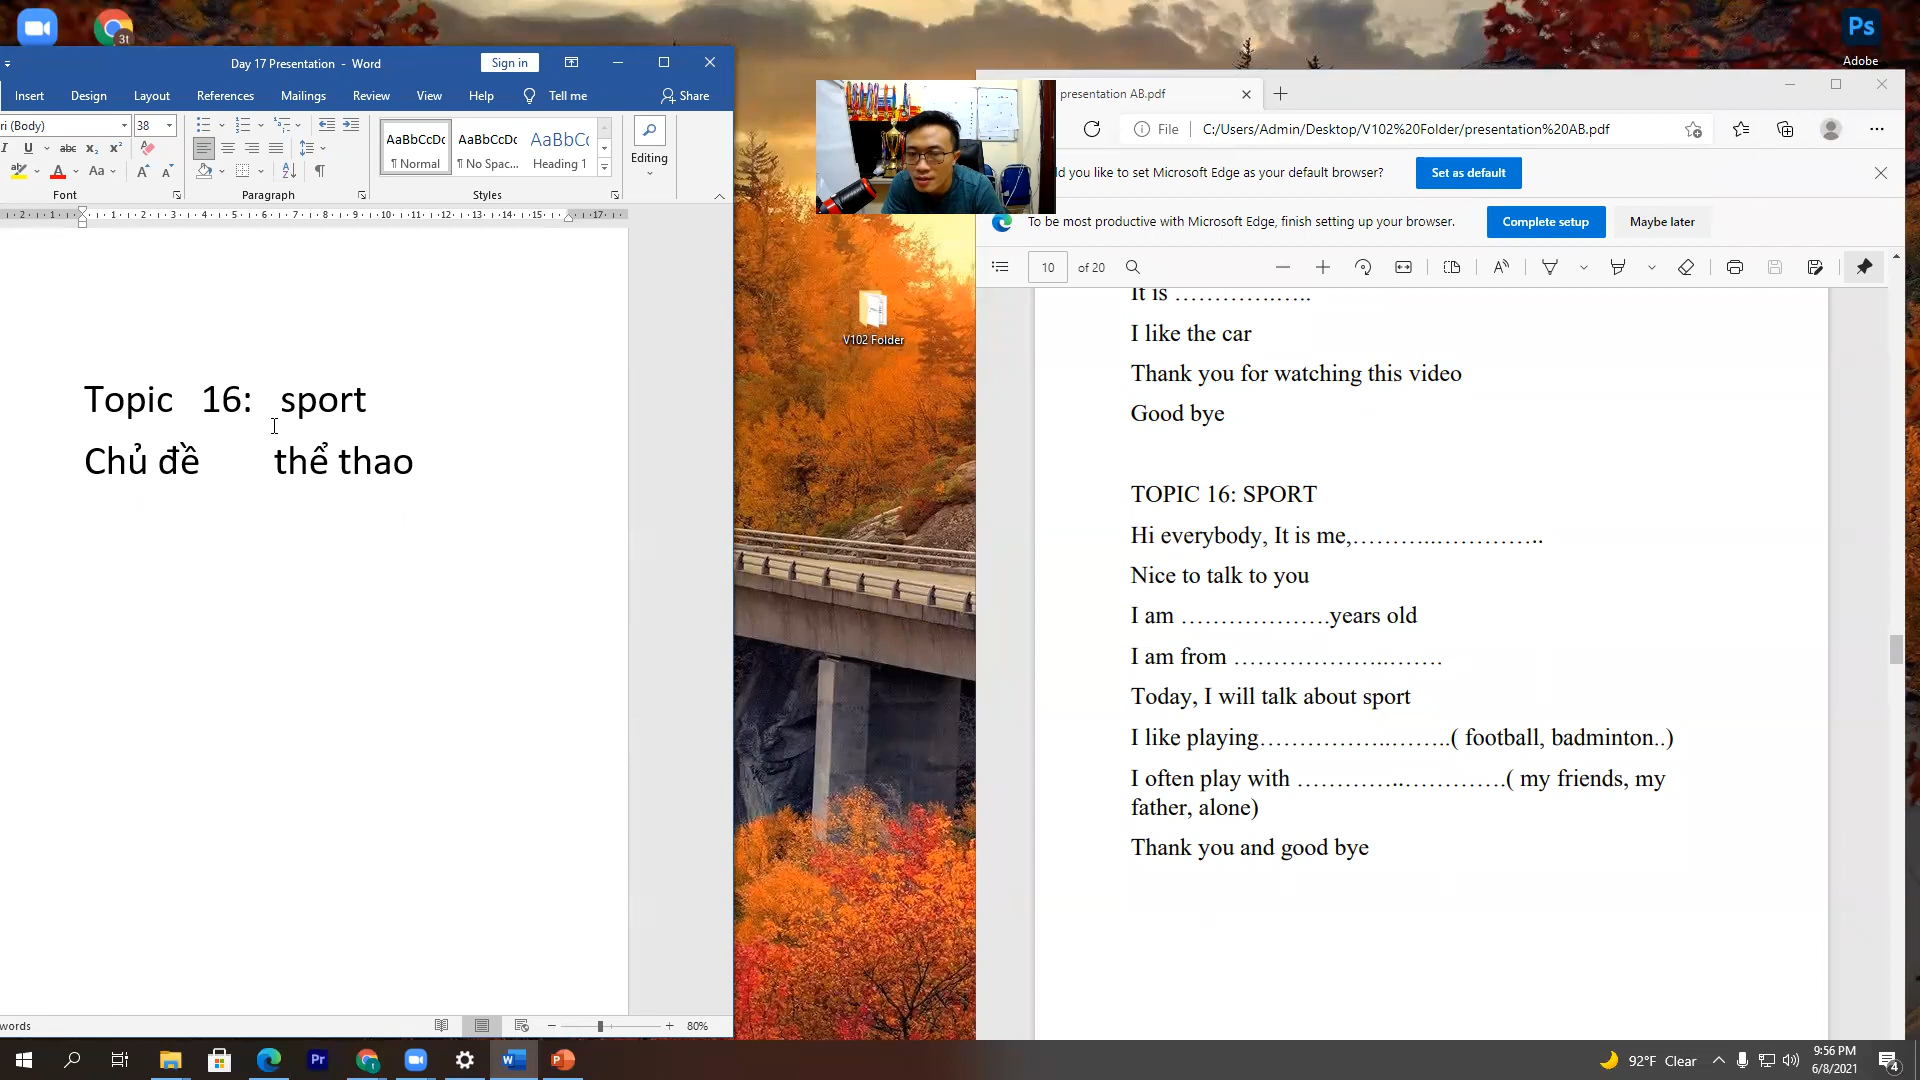 3t
Ps
Adobe
Day 17 Presentation - Word
Sign in
Insert Design Layout References Mailings Review View Help Tell me Share
ri (Body) 38
AaBbCcDc AaBbCcDc AaBbCc
¶ Normal ¶ No Spac... Heading 1
Editing
Font Paragraph Styles
Topic 16: sport
Chủ đề thể thao
words
80%
V102 Folder
presentation AB.pdf
File C:/Users/Admin/Desktop/V102%20Folder/presentation%20AB.pdf
ld you like to set Microsoft Edge as your default browser? Set as default
To be most productive with Microsoft Edge, finish setting up your browser. Complete setup Maybe later
10 of 20
It is ………….…..
I like the car
Thank you for watching this video
Good bye
TOPIC 16: SPORT
Hi everybody, It is me,………..…………..
Nice to talk to you
I am ……………….years old
I am from ………………..…….
Today, I will talk about sport
I like playing……………..……..( football, badminton..)
I often play with …………..………….( my friends, my
father, alone)
Thank you and good bye
92°F Clear
9:56 PM
6/8/2021
4